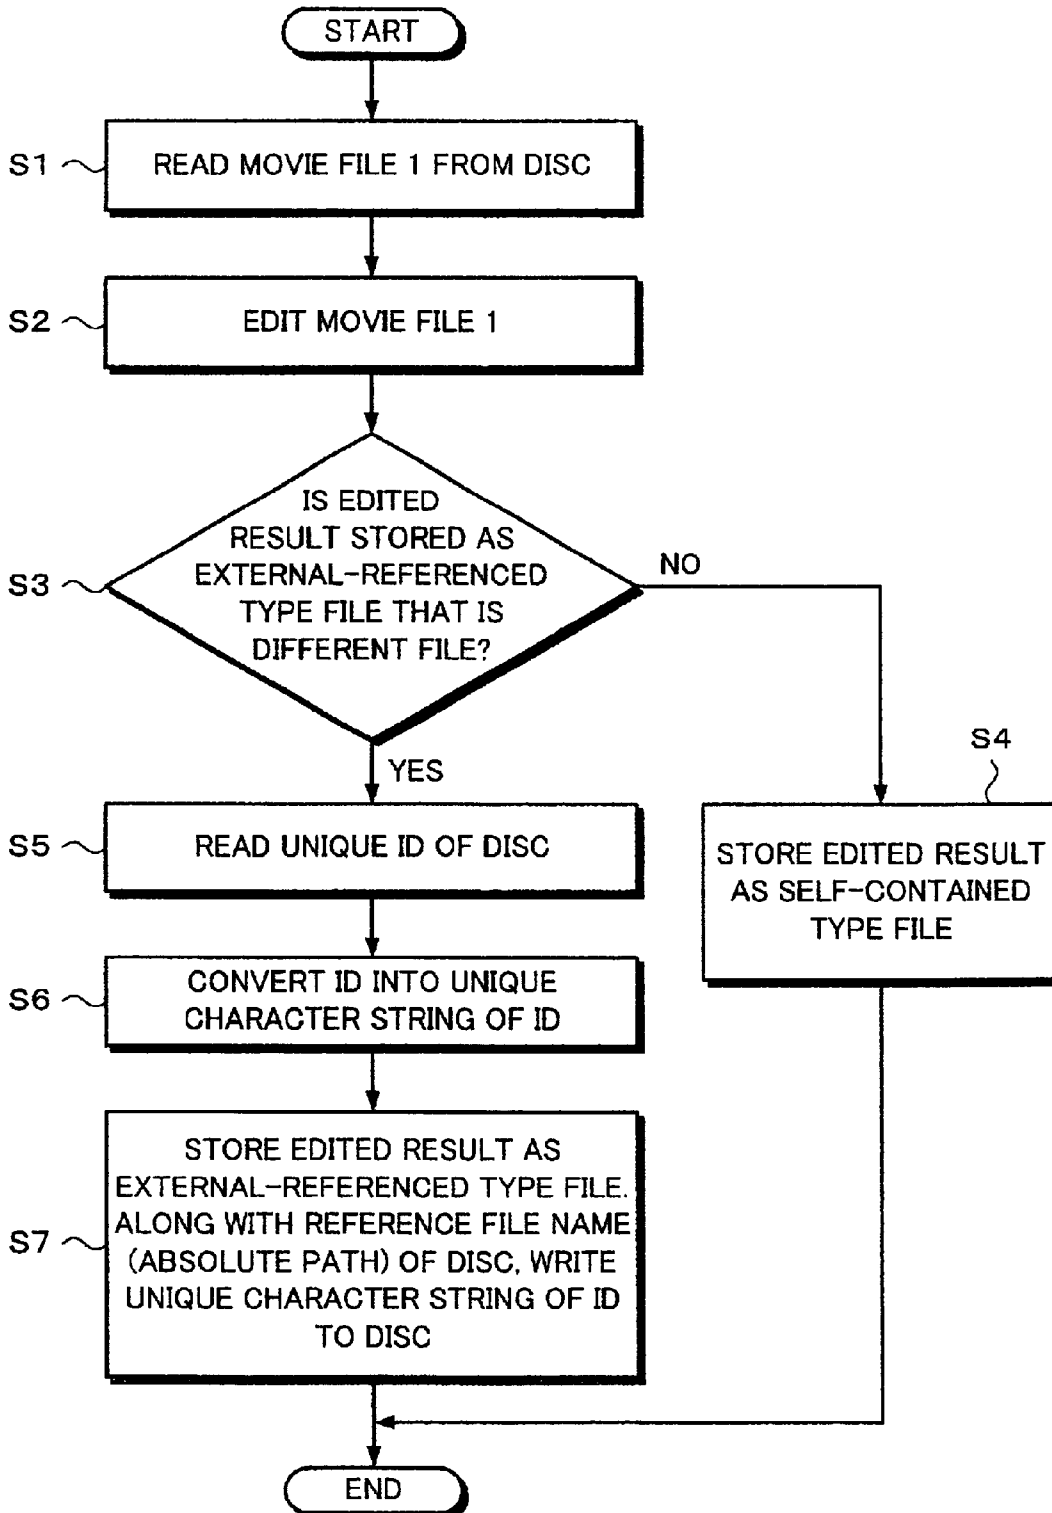 START
S1
READ MOVIE FILE 1 FROM DISC
S2
EDIT MOVIE FILE 1
S3
IS EDITED
RESULT STORED AS
EXTERNAL-REFERENCED
TYPE FILE THAT IS
DIFFERENT FILE?
NO
YES
S4
STORE EDITED RESULT
AS SELF-CONTAINED
TYPE FILE
S5
READ UNIQUE ID OF DISC
S6
CONVERT ID INTO UNIQUE
CHARACTER STRING OF ID
S7
STORE EDITED RESULT AS
EXTERNAL-REFERENCED TYPE FILE.
ALONG WITH REFERENCE FILE NAME
(ABSOLUTE PATH) OF DISC, WRITE
UNIQUE CHARACTER STRING OF ID
TO DISC
END